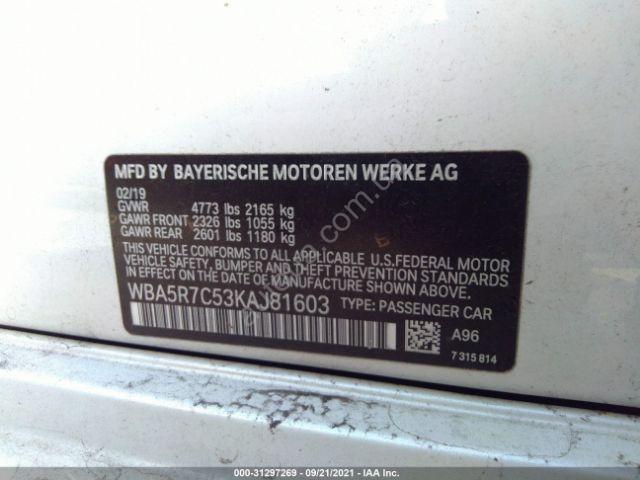 MFD BY BAYERISCHE MOTOREN WERKE AG
02/19
GVWR 4773 lbs 2165 kg
GAWR FRONT 2326 lbs 1055 kg
GAWR REAR 2601 lbs 1180 kg
THIS VEHICLE CONFORMS TO ALL APPLICABLE U.S.FEDERAL MOTOR
VEHICLE SAFETY, BUMPER AND THEFT PREVENTION STANDARDS
IN EFFECT ON THE DATE OF MANUFACTURE SHOWN ABOVE.
WBA5R7C53KAJ81603 TYPE: PASSENGER CAR
A96
7 315 814
000-31297269 - 09/21/2021 - IAA Inc.